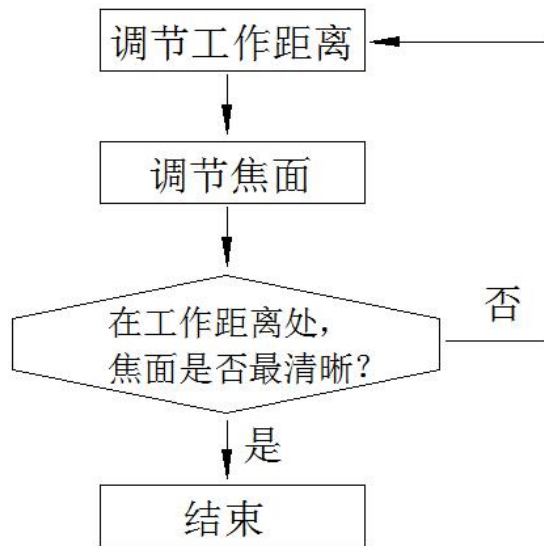 调节工作距离
调节焦面
在工作距离处,
焦面是否最清晰?
否
是
结束